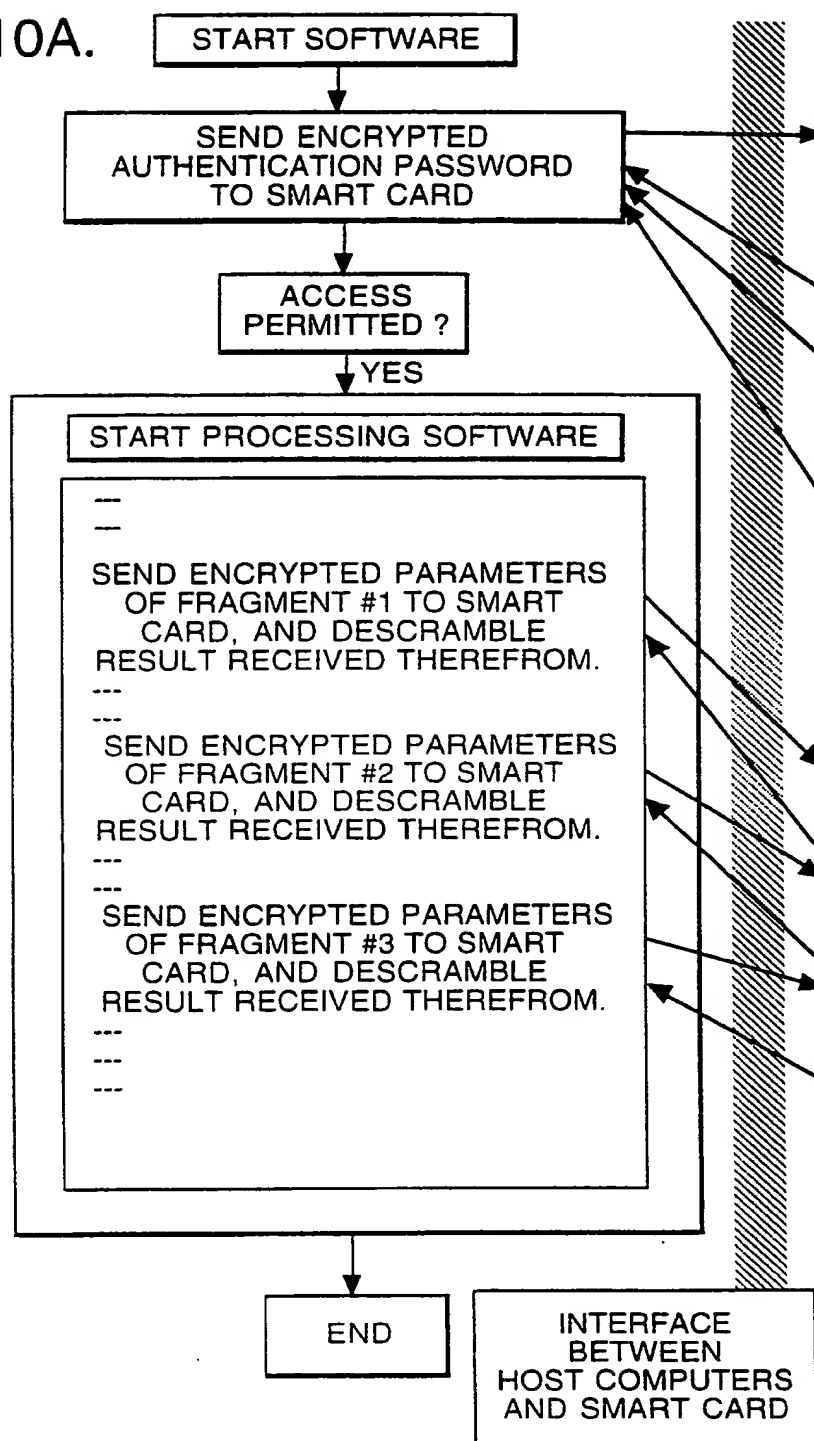 10A.
START SOFTWARE
SEND ENCRYPTED
AUTHENTICATION PASSWORD
TO SMART CARD
ACCESS
PERMITTED ?
YES
START PROCESSING SOFTWARE
---
--
SEND ENCRYPTED PARAMETERS
OF FRAGMENT #1 TO SMART
CARD, AND DESCRAMBLE
RESULT RECEIVED THEREFROM.
---
---
SEND ENCRYPTED PARAMETERS
OF FRAGMENT #2 TO SMART
CARD, AND DESCRAMBLE
RESULT RECEIVED THEREFROM.
---
---
SEND ENCRYPTED PARAMETERS
OF FRAGMENT #3 TO SMART
CARD, AND DESCRAMBLE
RESULT RECEIVED THEREFROM.
---
---
---
END
INTERFACE
BETWEEN
HOST COMPUTERS
AND SMART CARD